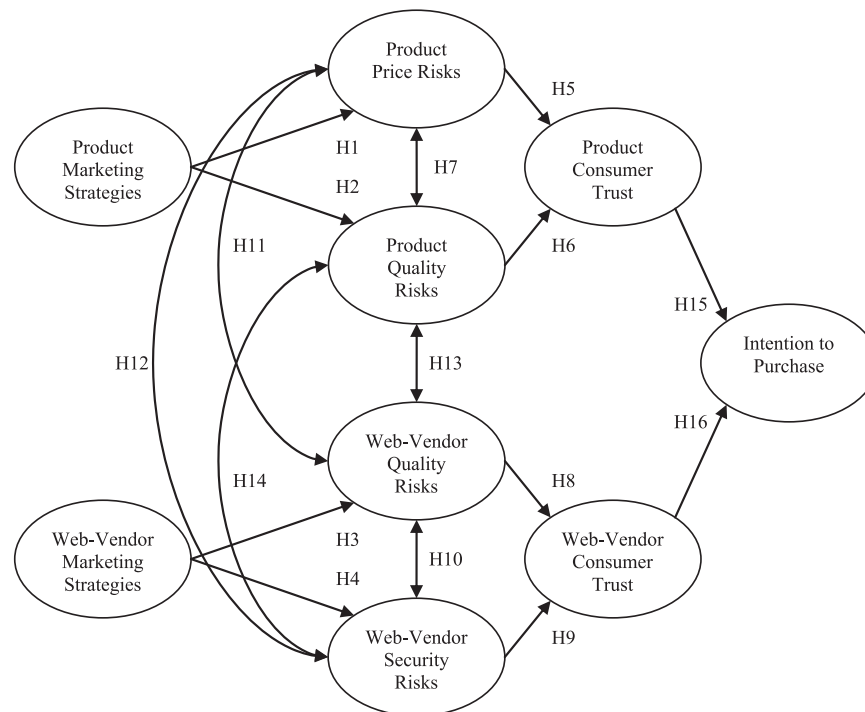 Product
Price Risks
H5
Product
Marketing
Strategies
H1
H2
H7
Product
Consumer
Trust
H11
Product
Quality
Risks
H6
H15
H12
H13
Intention to
Purchase
H14
Web-Vendor
Quality
Risks
H8
H16
Web-Vendor
Marketing
Strategies
H3
H4
H10
Web-Vendor
Consumer
Trust
Web-Vendor
Security
Risks
H9